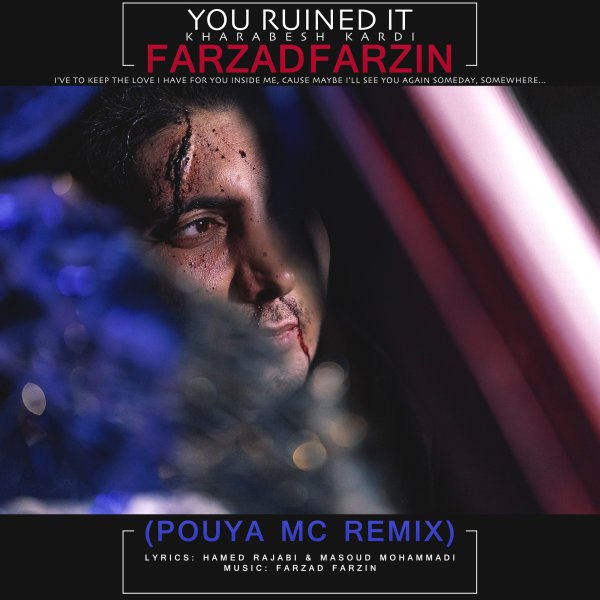 YOU RUINED IT
KHARABESH KARDI
FARZADFARZIN
I'VE TO KEEP THE LOVE I HAVE FOR YOU INSIDE ME, CAUSE MAYBE I'LL SEE YOU AGAIN SOMEDAY, SOMEWHERE...
(POUYA MC REMIX)
LYRICS: HAMED RAJABI & MASOUD MOHAMMADI
MUSIC: FARZAD FARZIN